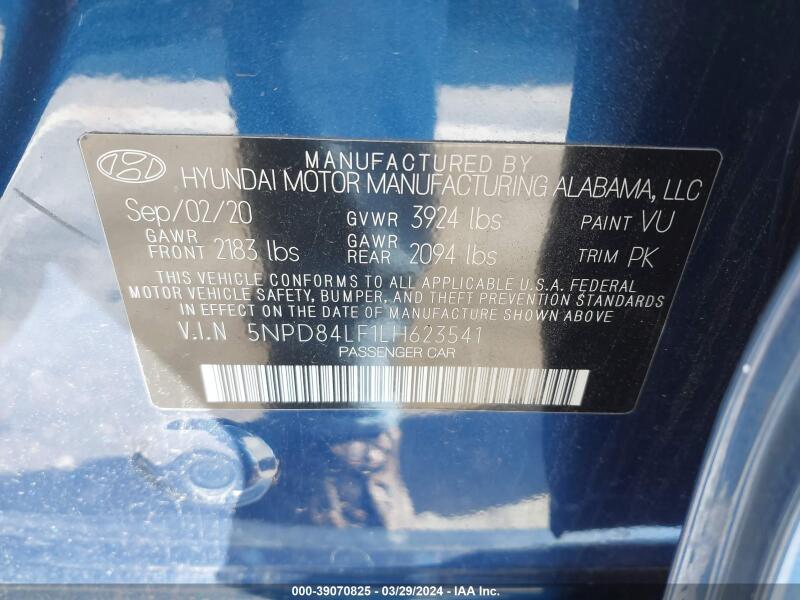 MANUFACTURED BY
HYUNDAI MOTOR MANUFACTURING ALABAMA, LLC
Sep/02/20 GVWR 3924 lbs PAINT VU
GAWR FRONT 2183 lbs GAWR REAR 2094 lbs TRIM PK
THIS VEHICLE CONFORMS TO ALL APPLICABLE U.S.A. FEDERAL
MOTOR VEHICLE SAFETY, BUMPER, AND THEFT PREVENTION STANDARDS
IN EFFECT ON THE DATE OF MANUFACTURE SHOWN ABOVE
V.I.N 5NPD84LF1LH623541
PASSENGER CAR
000-39070825 - 03/29/2024 - IAA Inc.